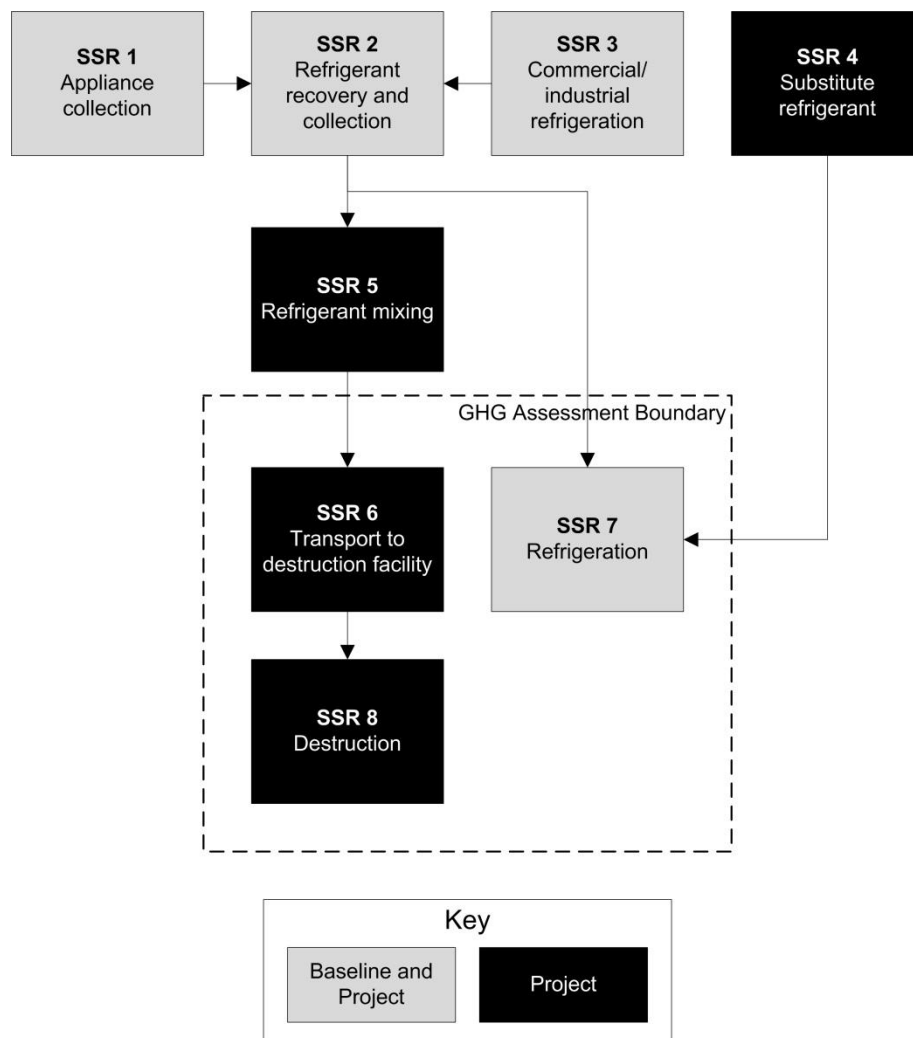 SSR 1
Appliance
collection
SSR 2
Refrigerant
recovery and
collection
SSR 3
Commercial/
industrial
refrigeration
SSR 4
Substitute
refrigerant
SSR 5
Refrigerant mixing
GHG Assessment Boundary
SSR 6
Transport to
destruction facility
SSR 7
Refrigeration
SSR 8
Destruction
Key
Baseline and
Project
Project